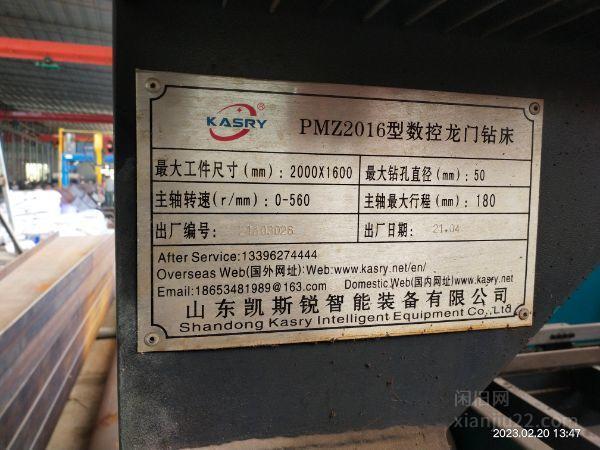 KASRY ®
PMZ2016型数控龙门钻床
最大工件尺寸(mm): 2000X1600
最大钻孔直径(mm): 50
主轴转速(r/mm): 0-560
主轴最大行程(mm): 180
出厂编号:
出厂日期: 21.04
After Service:13396274444
Overseas Web(国外网址):Web:www.kasry.net/en/
Email:18653481989@163.com
Domestic Web(国内网址)www.kasry.net
山东凯斯锐智能装备有限公司
Shandong Kasry Intelligent Equipment Co.,Ltd
闲旧网
xianjiu22.com
2023.02.20 13:47